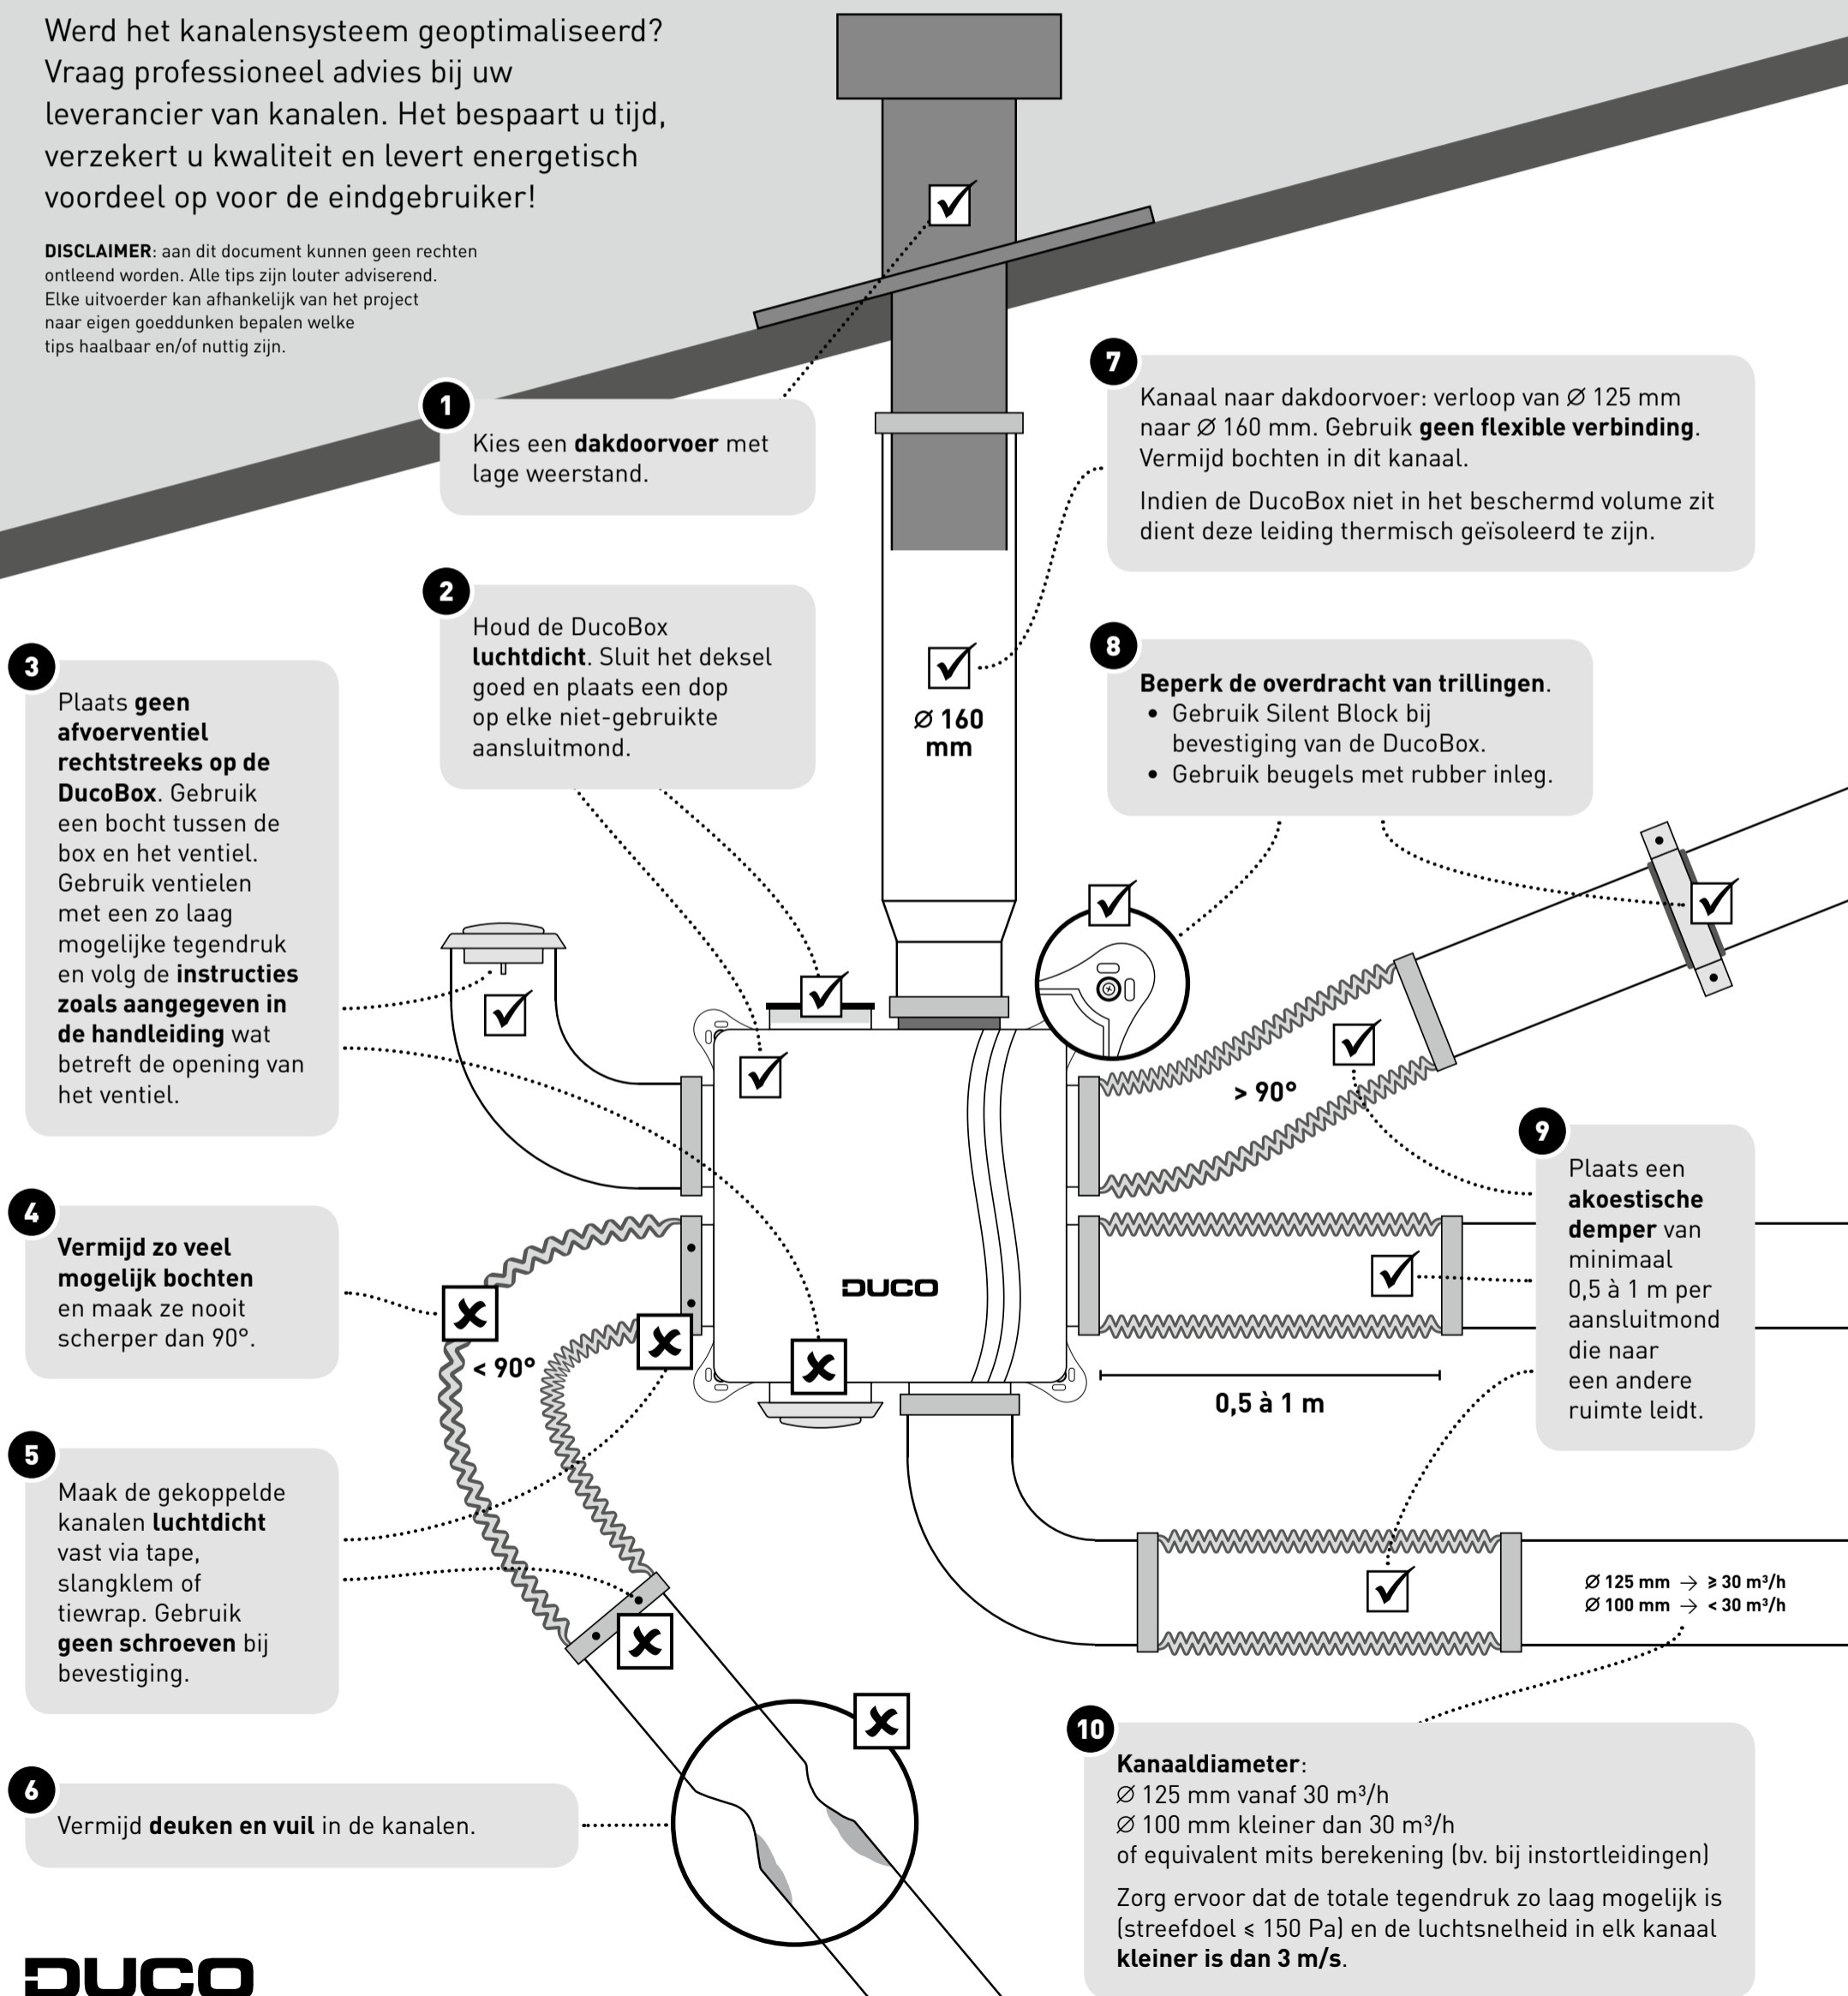 Werd het kanalensysteem geoptimaliseerd?
Vraag professioneel advies bij uw
leverancier van kanalen. Het bespaart u tijd,
verzekert u kwaliteit en levert energetisch
voordeel op voor de eindgebruiker!
DISCLAIMER: aan dit document kunnen geen rechten
ontleend worden. Alle tips zijn louter adviserend.
Elke uitvoerder kan afhankelijk van het project
naar eigen goeddunken bepalen welke
tips haalbaar en/of nuttig zijn.
1
Kies een dakdoorvoer met
lage weerstand.
2
Houd de DucoBox
luchtdicht. Sluit het deksel
goed en plaats een dop
op elke niet-gebruikte
aansluitmond.
3
Plaats geen
afvoerventiel
rechtstreeks op de
DucoBox. Gebruik
een bocht tussen de
box en het ventiel.
Gebruik ventielen
met een zo laag
mogelijke tegendruk
en volg de instructies
zoals aangegeven in
de handleiding wat
betreft de opening van
het ventiel.
4
Vermijd zo veel
mogelijk bochten
en maak ze nooit
scherper dan 90°.
5
Maak de gekoppelde
kanalen luchtdicht
vast via tape,
slangklem of
tiewrap. Gebruik
geen schroeven bij
bevestiging.
6
Vermijd deuken en vuil in de kanalen.
7
Kanaal naar dakdoorvoer: verloop van Ø 125 mm
naar Ø 160 mm. Gebruik geen flexible verbinding.
Vermijd bochten in dit kanaal.
Indien de DucoBox niet in het beschermd volume zit
dient deze leiding thermisch geïsoleerd te zijn.
Ø 160
mm
8
Beperk de overdracht van trillingen.
• Gebruik Silent Block bij
bevestiging van de DucoBox.
• Gebruik beugels met rubber inleg.
> 90°
9
Plaats een
akoestische
demper van
minimaal
0,5 à 1 m per
aansluitmond
die naar
een andere
ruimte leidt.
DUCO
< 90°
0,5 à 1 m
Ø 125 mm → ≥ 30 m³/h
Ø 100 mm → < 30 m³/h
10
Kanaaldiameter:
Ø 125 mm vanaf 30 m³/h
Ø 100 mm kleiner dan 30 m³/h
of equivalent mits berekening (bv. bij instortleidingen)
Zorg ervoor dat de totale tegendruk zo laag mogelijk is
(streefdoel ≤ 150 Pa) en de luchtsnelheid in elk kanaal
kleiner is dan 3 m/s.
DUCO